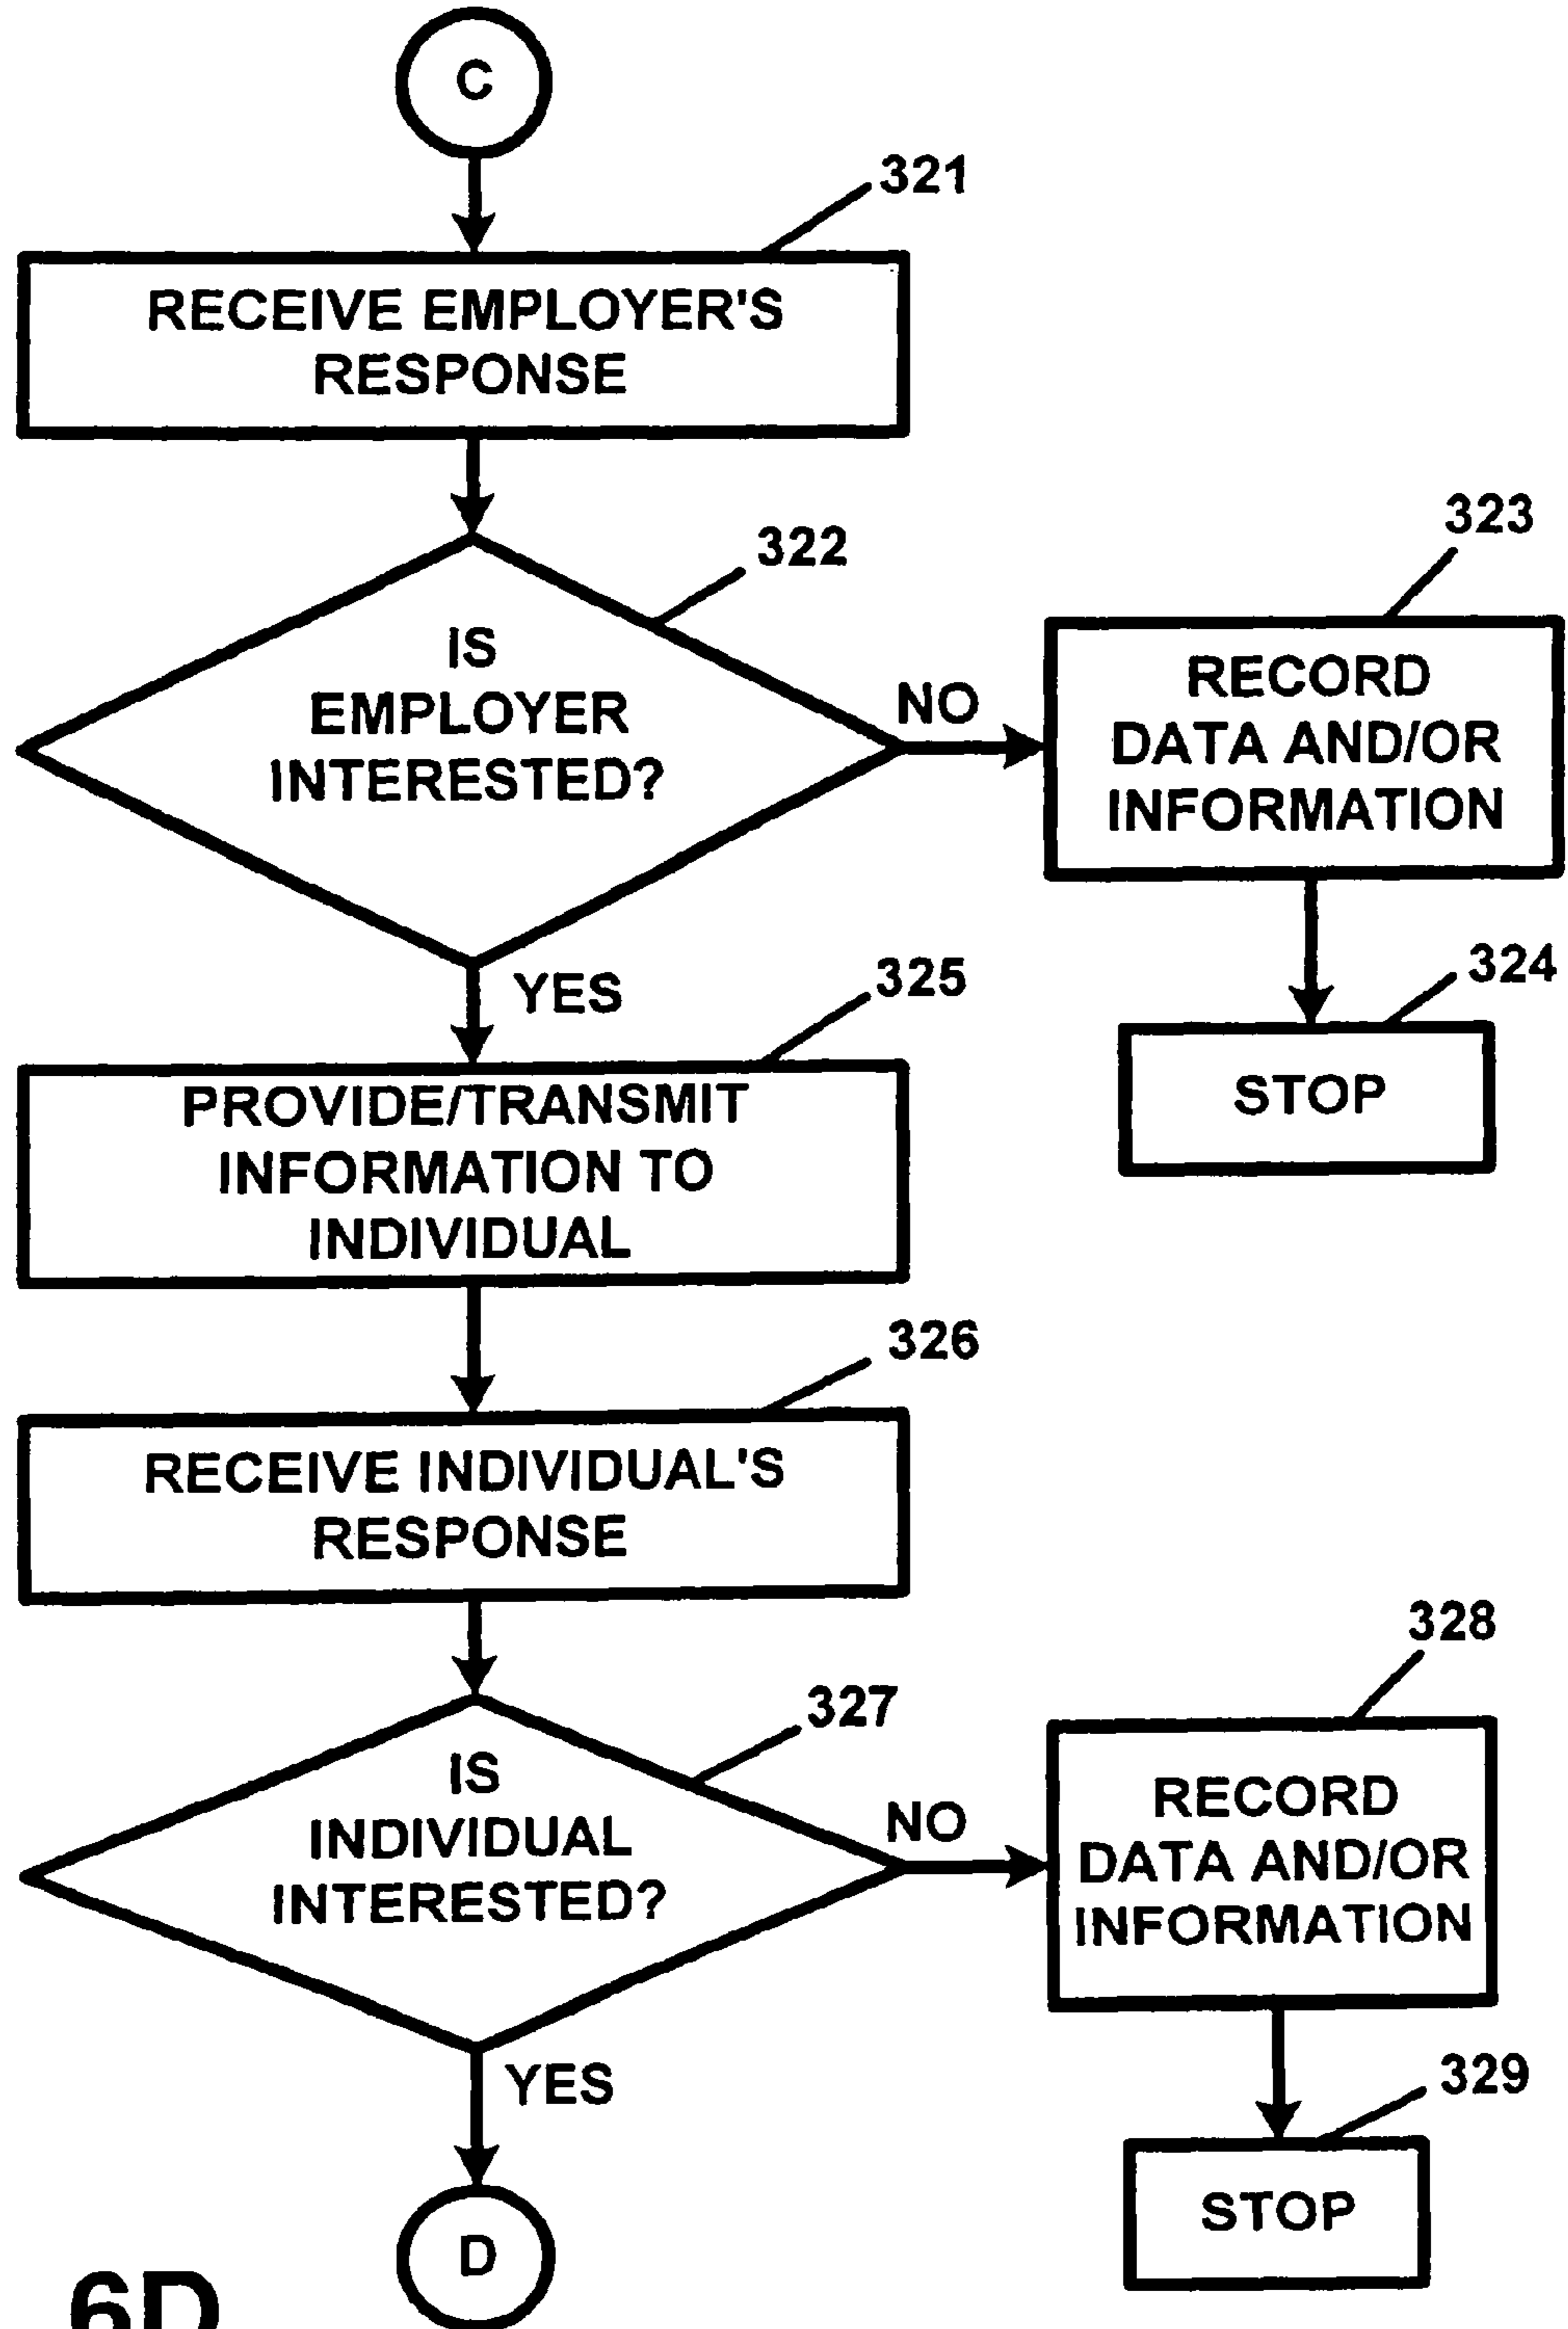 C
321
RECEIVE EMPLOYER'S
RESPONSE
322
IS
EMPLOYER
INTERESTED?
NO
323
RECORD
DATA AND/OR
INFORMATION
324
STOP
YES
325
PROVIDE/TRANSMIT
INFORMATION TO
INDIVIDUAL
326
RECEIVE INDIVIDUAL'S
RESPONSE
327
IS
INDIVIDUAL
INTERESTED?
NO
328
RECORD
DATA AND/OR
INFORMATION
329
STOP
YES
D
6D